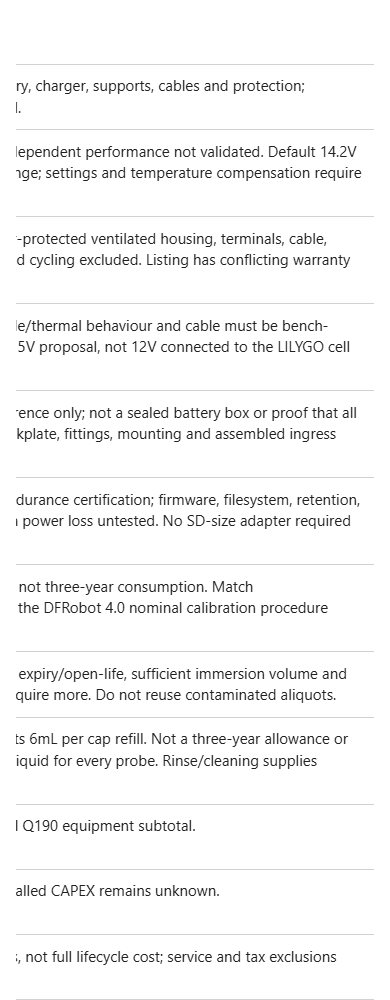 ry, charger, supports, cables and protection;
l.
dependent performance not validated. Default 14.2V
nge; settings and temperature compensation require
-protected ventilated housing, terminals, cable,
d cycling excluded. Listing has conflicting warranty
le/thermal behaviour and cable must be bench-
5V proposal, not 12V connected to the LILYGO cell
rence only; not a sealed battery box or proof that all
kplate, fittings, mounting and assembled ingress
durance certification; firmware, filesystem, retention,
power loss untested. No SD-size adapter required
not three-year consumption. Match
the DFRobot 4.0 nominal calibration procedure
expiry/open-life, sufficient immersion volume and
quire more. Do not reuse contaminated aliquots.
ts 6mL per cap refill. Not a three-year allowance or
iquid for every probe. Rinse/cleaning supplies
Q190 equipment subtotal.
alled CAPEX remains unknown.
, not full lifecycle cost; service and tax exclusions